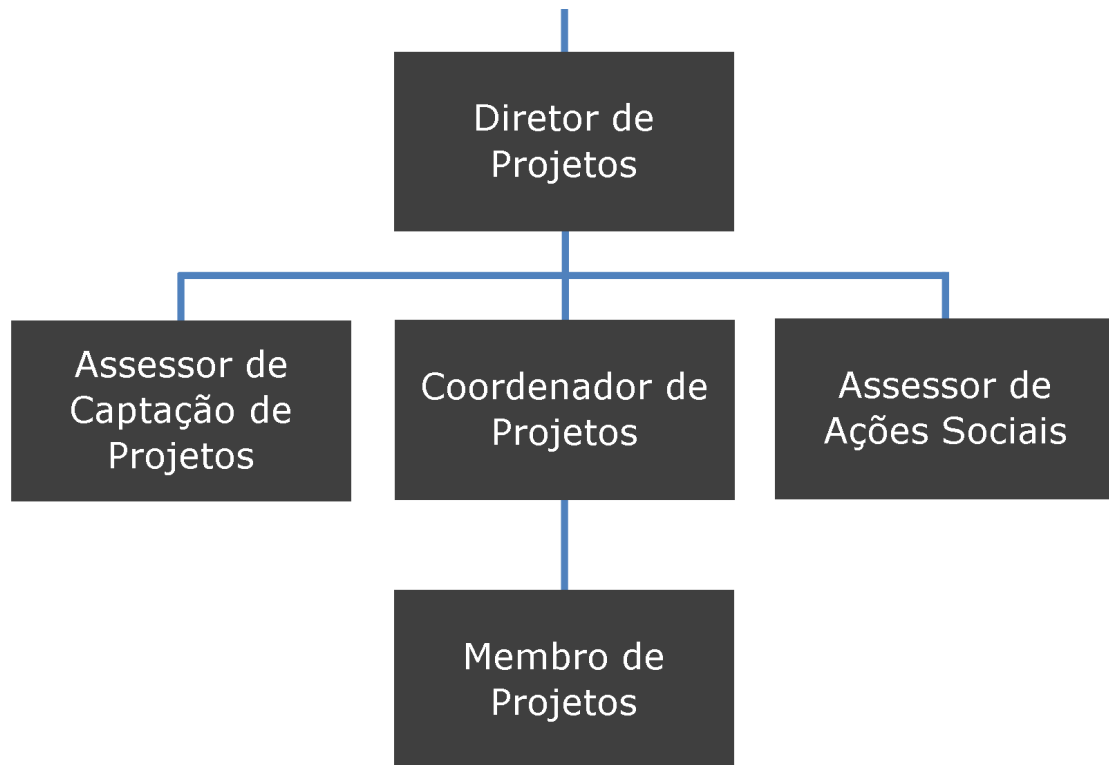 Diretor de
Projetos
Assessor de
Captação de
Projetos
Coordenador de
Projetos
Assessor de
Ações Sociais
Membro de
Projetos